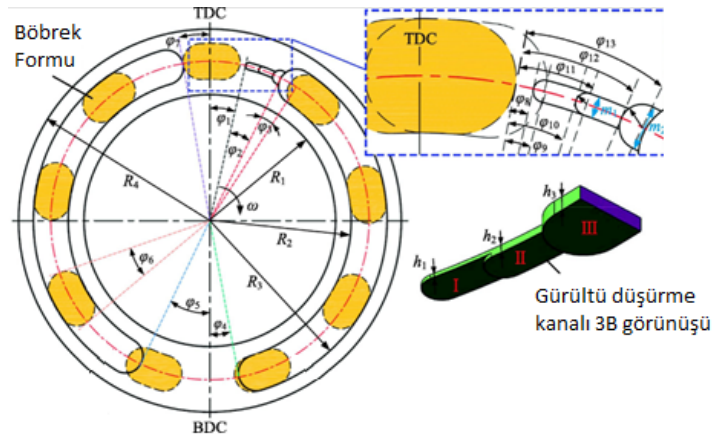 TDC
Böbrek
Formu
φ₇
φ₁
φ₂
φ₃
R₁
R₄
ω
R₂
R₃
φ₆
φ₅
φ₄
BDC
TDC
φ₁₃
φ₁₂
φ₁₁
φ₈
φ₁₀
φ₉
m₂
h₁
h₂
h₃
I
II
III
Gürültü düşürme
kanalı 3B görünüşü